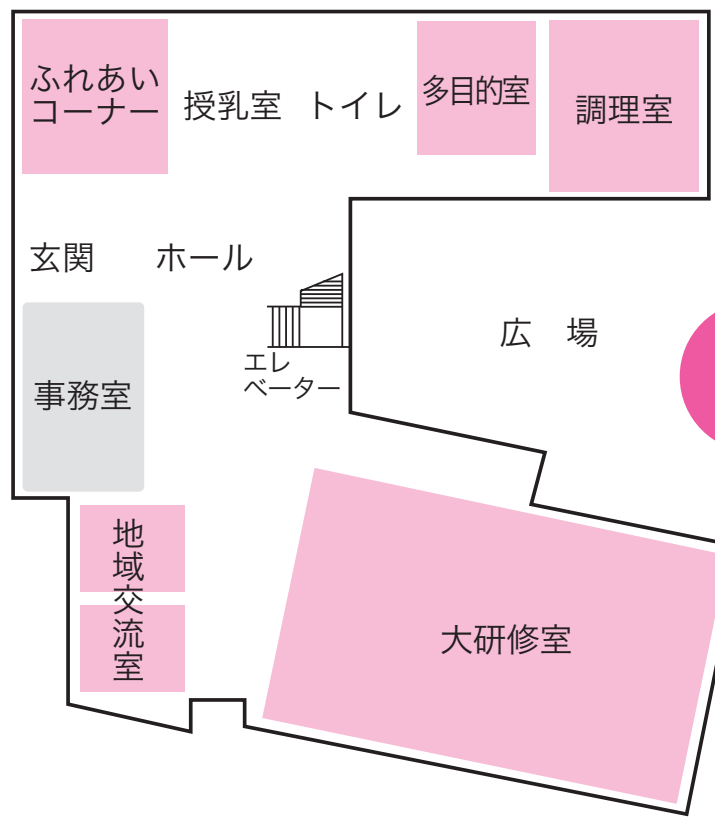 ふれあい
コーナー
授乳室
トイレ
多目的室
調理室
玄関
ホール
広　場
エレ
ベーター
事務室
地域交流室
大研修室